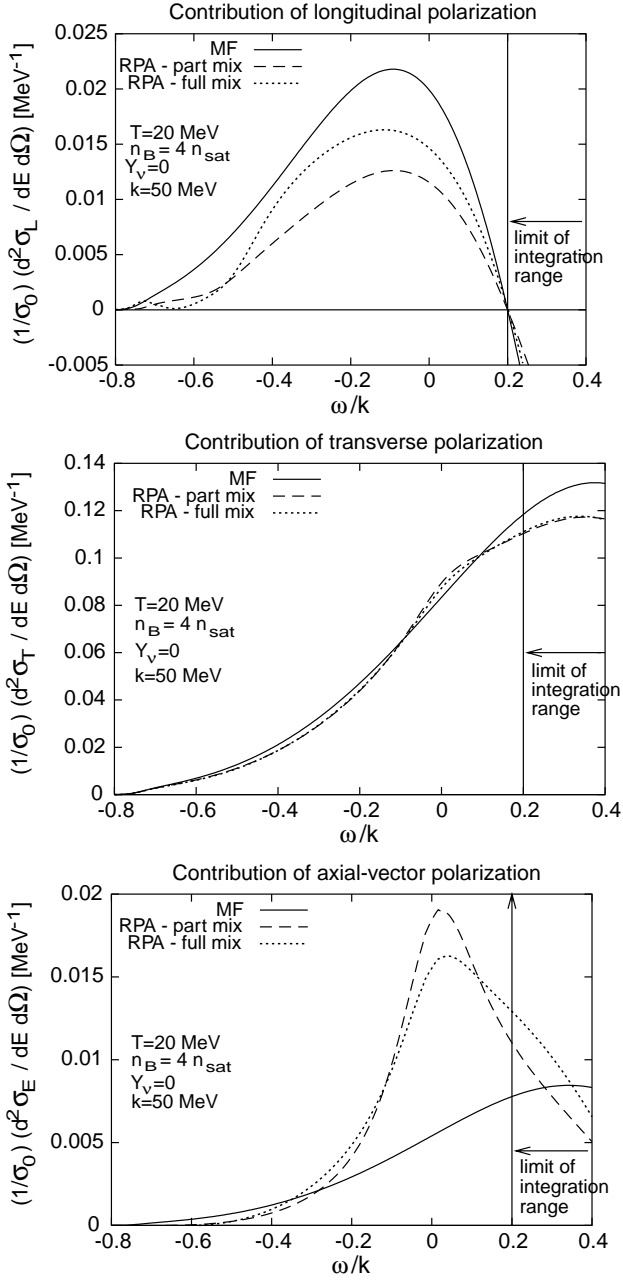 Contribution of longitudinal polarization
(1/σ0) (d²σL / dE dΩ) [MeV-1]
0.025
0.02
0.015
0.01
0.005
0
-0.005
MF
RPA - part mix
RPA - full mix
T=20 MeV
nB = 4 nsat
Yν=0
k=50 MeV
limit of
integration
range
-0.8 -0.6 -0.4 -0.2 0 0.2 0.4
ω/k
Contribution of transverse polarization
(1/σ0) (d²σT / dE dΩ) [MeV-1]
0.14
0.12
0.1
0.08
0.06
0.04
0.02
0
MF
RPA - part mix
RPA - full mix
T=20 MeV
nB = 4 nsat
Yν=0
k=50 MeV
limit of
integration
range
-0.8 -0.6 -0.4 -0.2 0 0.2 0.4
ω/k
Contribution of axial-vector polarization
(1/σ0) (d²σE / dE dΩ) [MeV-1]
0.02
0.015
0.01
0.005
0
MF
RPA - part mix
RPA - full mix
T=20 MeV
nB = 4 nsat
Yν=0
k=50 MeV
limit of
integration
range
-0.8 -0.6 -0.4 -0.2 0 0.2 0.4
ω/k